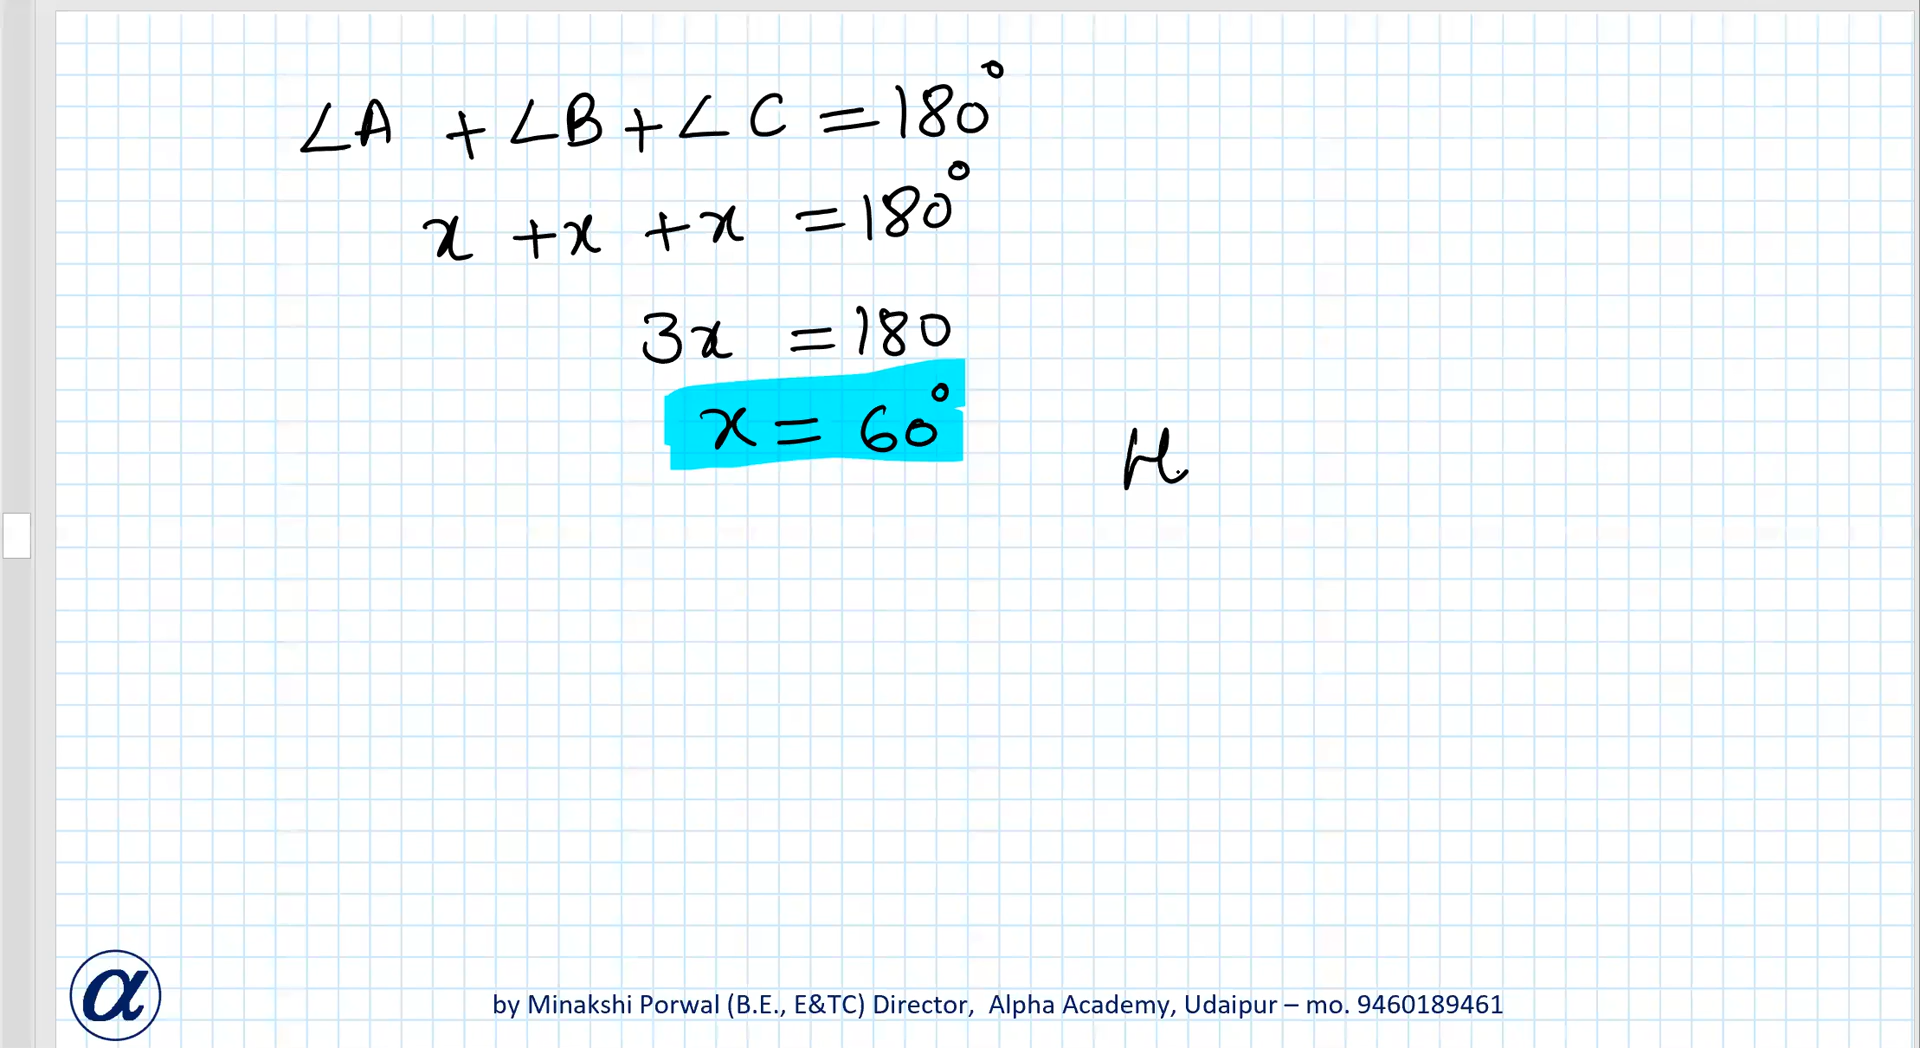 ∠A + ∠B + ∠C = 180°
x + x + x = 180°
3x = 180
x = 60°
H
α
by Minakshi Porwal (B.E., E&TC) Director, Alpha Academy, Udaipur – mo. 9460189461